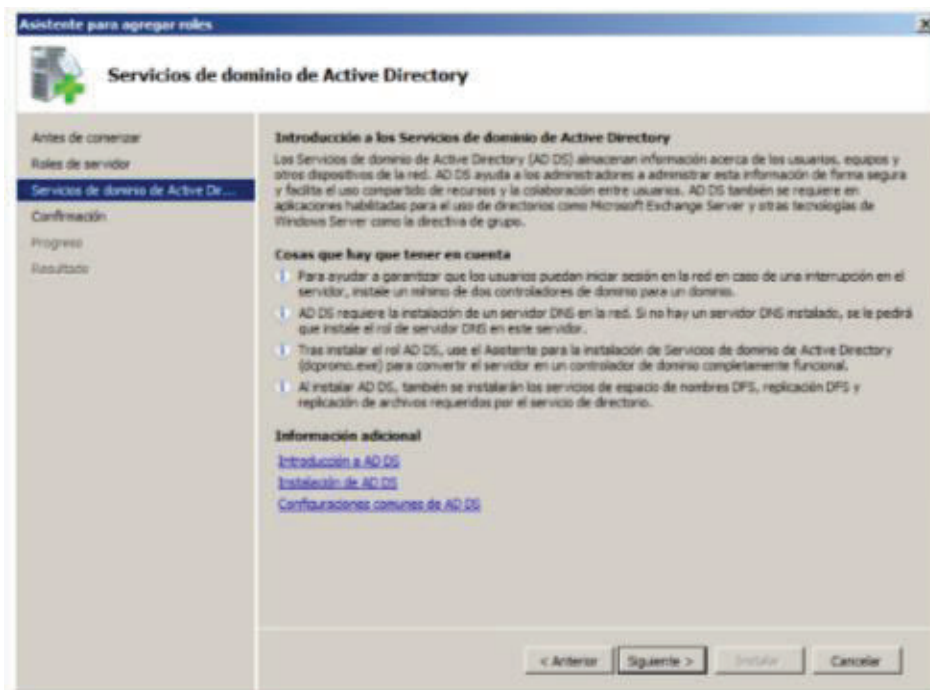 Asistente para agregar roles
Servicios de dominio de Active Directory
Antes de comenzar
Roles de servidor
Servicios de dominio de Active Dir...
Confirmación
Progreso
Resultado
Introducción a los Servicios de dominio de Active Directory
Los Servicios de dominio de Active Directory (AD DS) almacenan información acerca de los usuarios, equipos y
otros dispositivos de la red. AD DS ayuda a los administradores a administrar esta información de forma segura
y facilita el uso compartido de recursos y la colaboración entre usuarios. AD DS también se requiere en
aplicaciones habilitadas para el uso de directorios como Microsoft Exchange Server y otras tecnologías de
Windows Server como la directiva de grupo.
Cosas que hay que tener en cuenta
Para ayudar a garantizar que los usuarios puedan iniciar sesión en la red en caso de una interrupción en el
servidor, instale un mínimo de dos controladores de dominio para un dominio.
AD DS requiere la instalación de un servidor DNS en la red. Si no hay un servidor DNS instalado, se le pedirá
que instale el rol de servidor DNS en este servidor.
Tras instalar el rol AD DS, use el Asistente para la instalación de Servicios de dominio de Active Directory
(dcpromo.exe) para convertir el servidor en un controlador de dominio completamente funcional.
Al instalar AD DS, también se instalarán los servicios de espacio de nombres DFS, replicación DFS y
replicación de archivos requeridos por el servicio de directorio.
Información adicional
Introducción a AD DS
Instalación de AD DS
Configuraciones comunes de AD DS
< Anterior
Siguiente >
Instalar
Cancelar